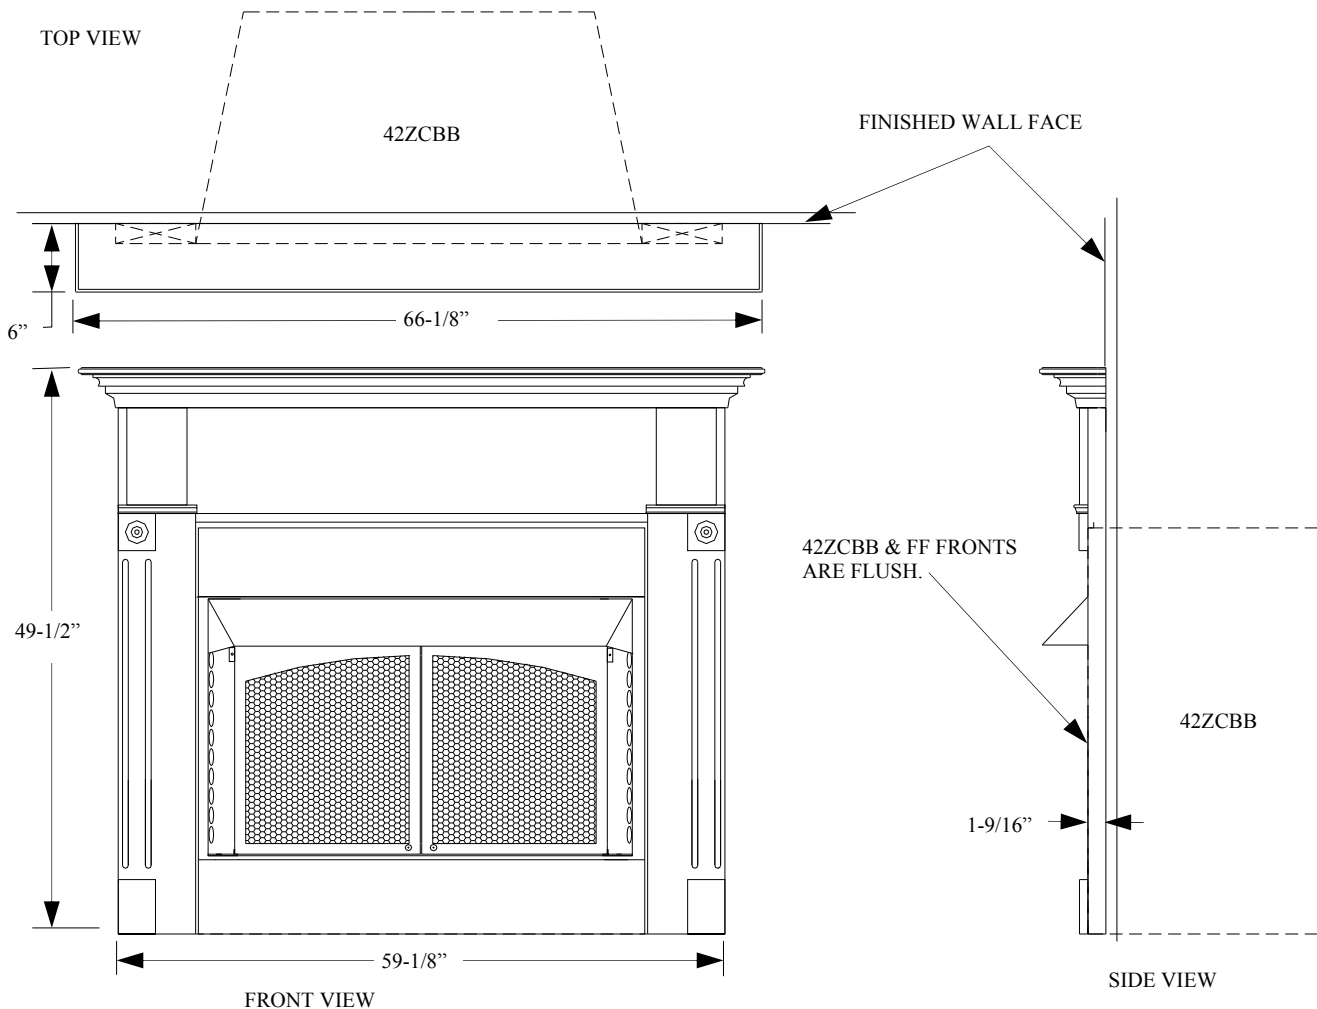 TOP VIEW
42ZCBB
FINISHED WALL FACE
6”
66-1/8”
42ZCBB & FF FRONTS
ARE FLUSH.
49-1/2”
42ZCBB
1-9/16”
59-1/8”
SIDE VIEW
FRONT VIEW